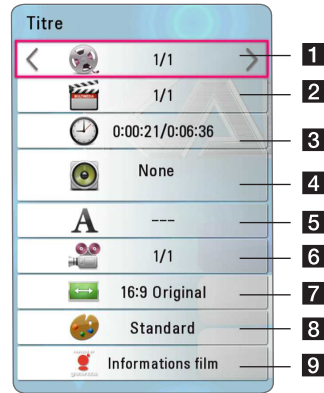 Titre
1/1 1
1/1 2
0:00:21/0:06:36 3
None 4
A --- 5
1/1 6
16:9 Original 7
Standard 8
Informations film 9